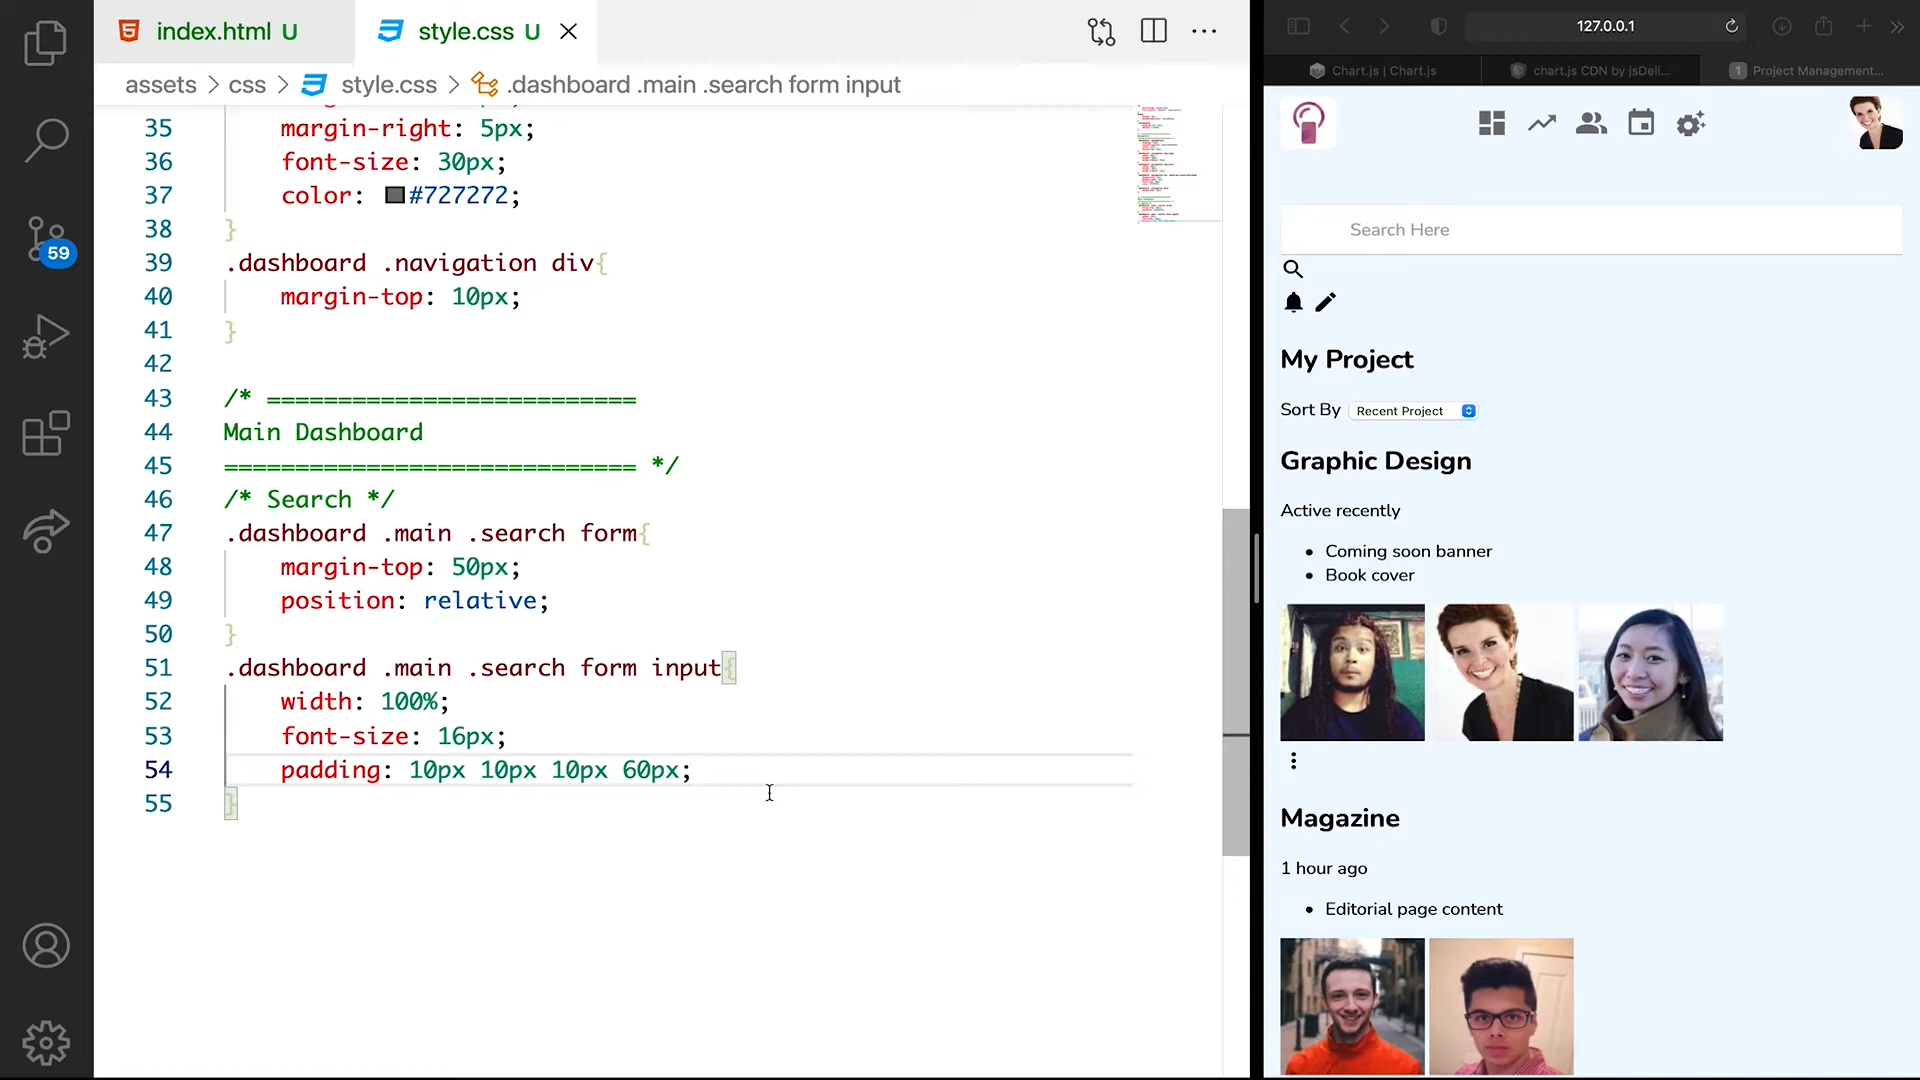 index.html U
style.css U
assets > css > style.css > .dashboard .main .search form input
35 margin-right: 5px;
36 font-size: 30px;
37 color: #727272;
38 }
39 .dashboard .navigation div{
40 margin-top: 10px;
41 }
42
43 /* ==========================
44 Main Dashboard
45 ============================= */
46 /* Search */
47 .dashboard .main .search form{
48 margin-top: 50px;
49 position: relative;
50 }
51 .dashboard .main .search form input{
52 width: 100%;
53 font-size: 16px;
54 padding: 10px 10px 10px 60px;
55 }
59
127.0.0.1
Chart.js | Chart.js
chart.js CDN by jsDeli...
1 Project Management...
Search Here
My Project
Sort By Recent Project
Graphic Design
Active recently
• Coming soon banner
• Book cover
Magazine
1 hour ago
• Editorial page content